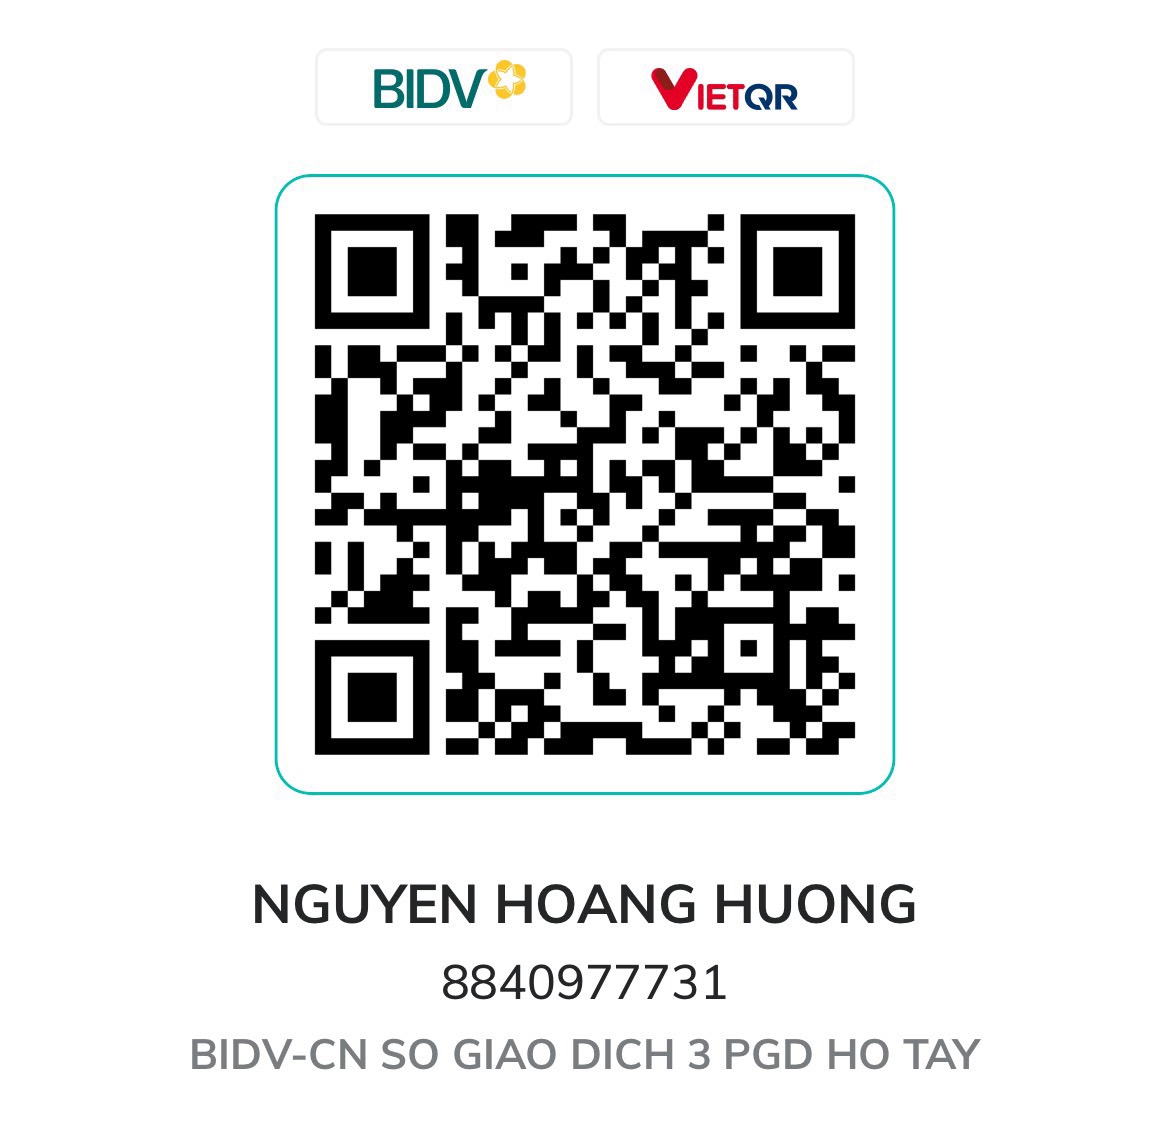 BIDV VIETQR
NGUYEN HOANG HUONG
8840977731
BIDV-CN SO GIAO DICH 3 PGD HO TAY